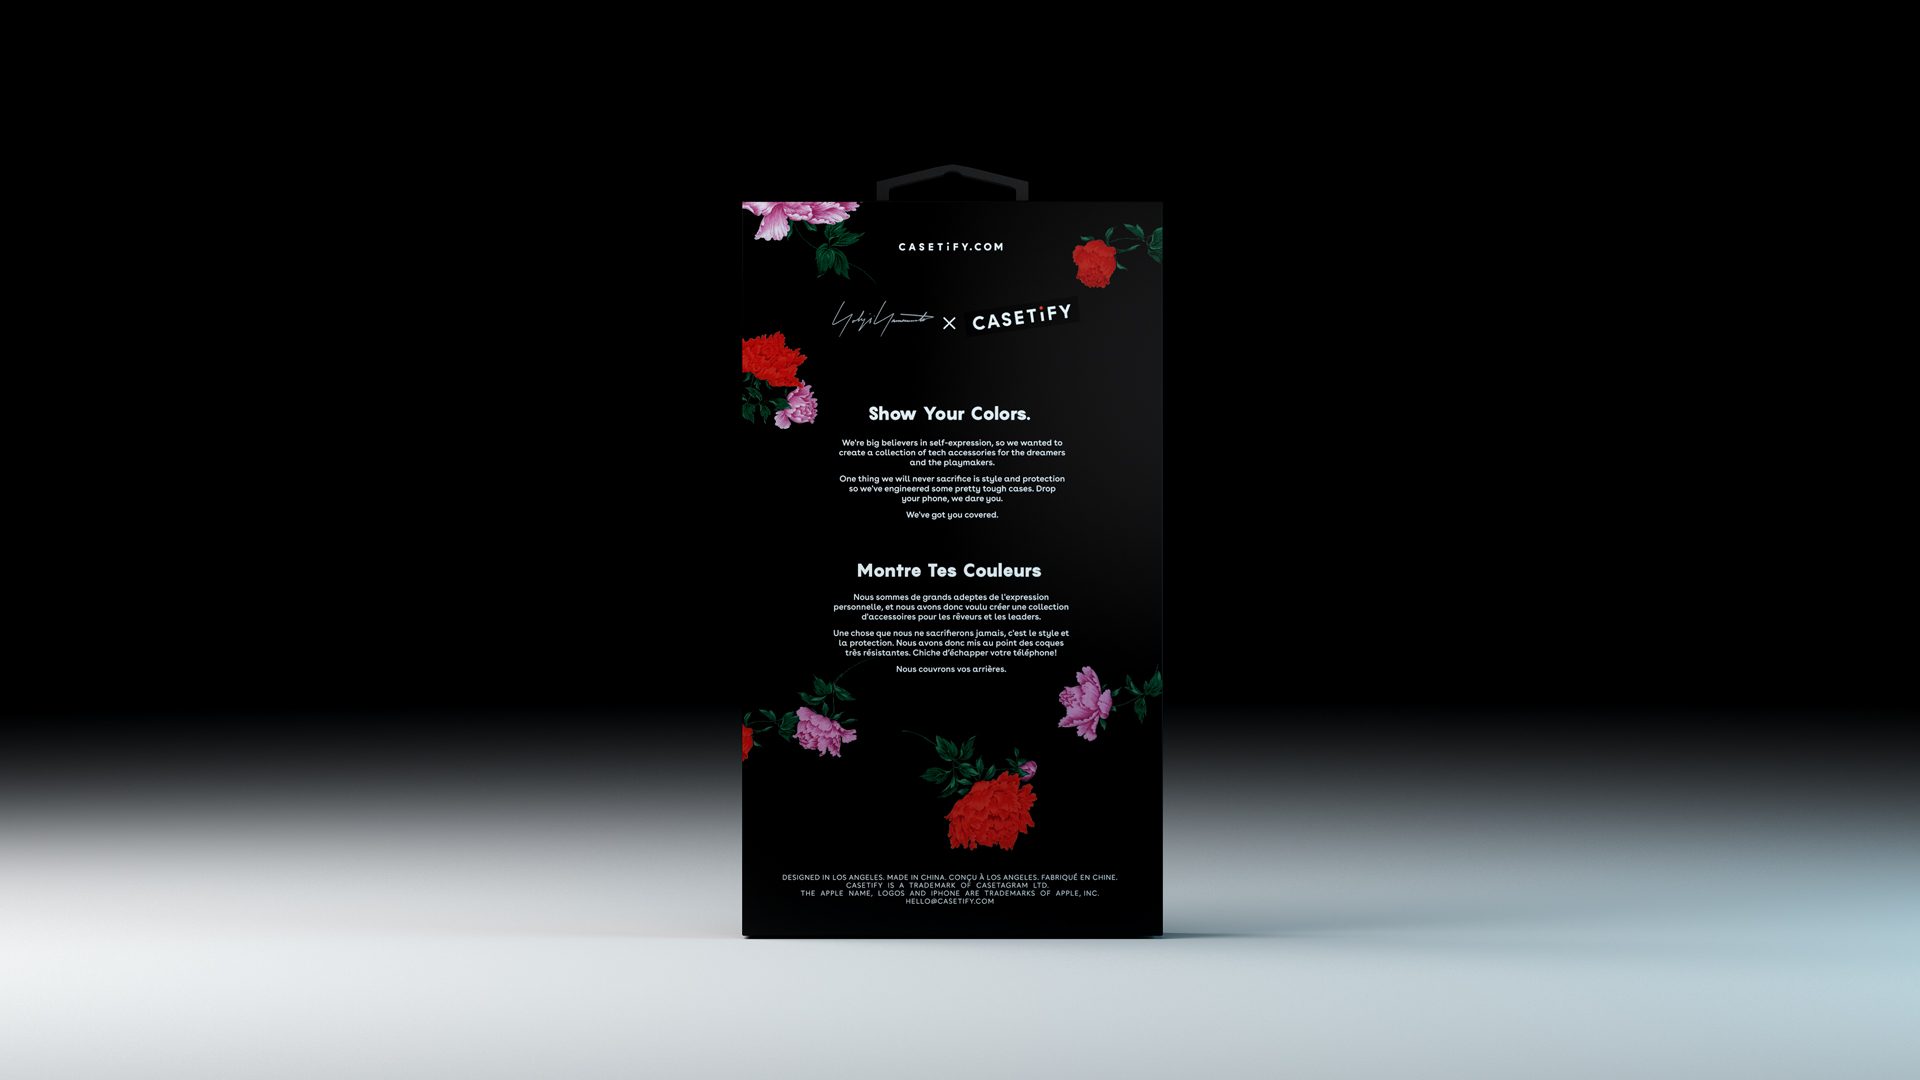 CASETiFY.COM
Yohji Yamamoto × CASETiFY
Show Your Colors.
We're big believers in self-expression, so we wanted to
create a collection of tech accessories for the dreamers
and the playmakers.
One thing we will never sacrifice is style and protection
so we've engineered some pretty tough cases. Drop
your phone, we dare you.
We've got you covered.
Montre Tes Couleurs
Nous sommes de grands adeptes de l'expression
personnelle, et nous avons donc voulu créer une collection
d'accessoires pour les rêveurs et les leaders.
Une chose que nous ne sacrifierons jamais, c'est le style et
la protection. Nous avons donc mis au point des coques
très résistantes. Chiche d'échapper votre téléphone!
Nous couvrons vos arrières.
DESIGNED IN LOS ANGELES. MADE IN CHINA. CONÇU À LOS ANGELES. FABRIQUÉ EN CHINE.
CASETIFY IS A TRADEMARK OF CASETAGRAM LTD.
THE APPLE NAME, LOGOS AND IPHONE ARE TRADEMARKS OF APPLE, INC.
HELLO@CASETIFY.COM